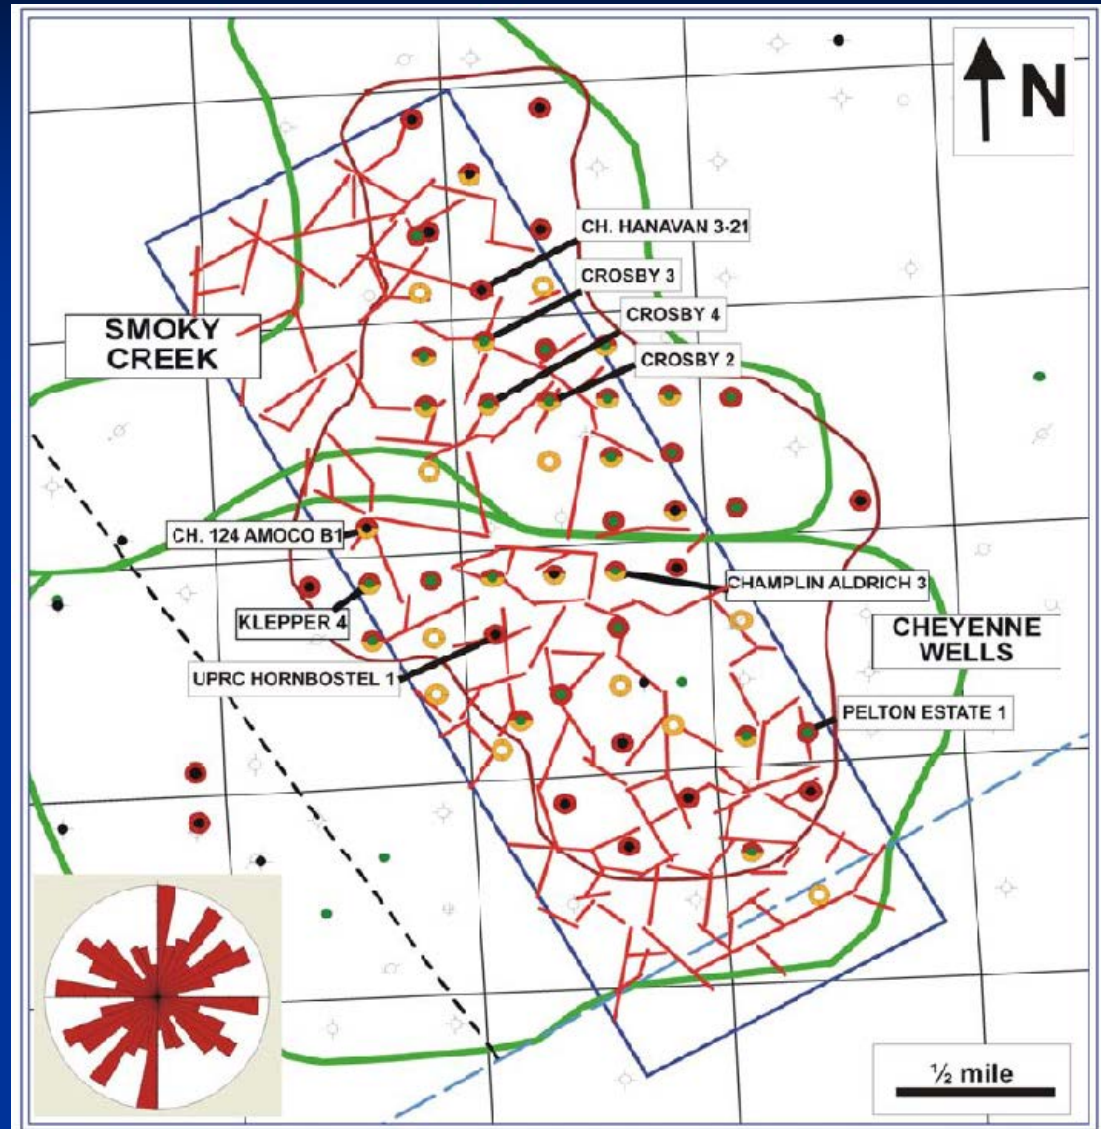 N
CH. HANAVAN 3-21
CROSBY 3
CROSBY 4
SMOKY
CREEK
CROSBY 2
CH. 124 AMOCO B1
CHAMPLIN ALDRICH 3
KLEPPER 4
CHEYENNE
WELLS
UPRC HORNBOSTEL 1
PELTON ESTATE 1
½ mile